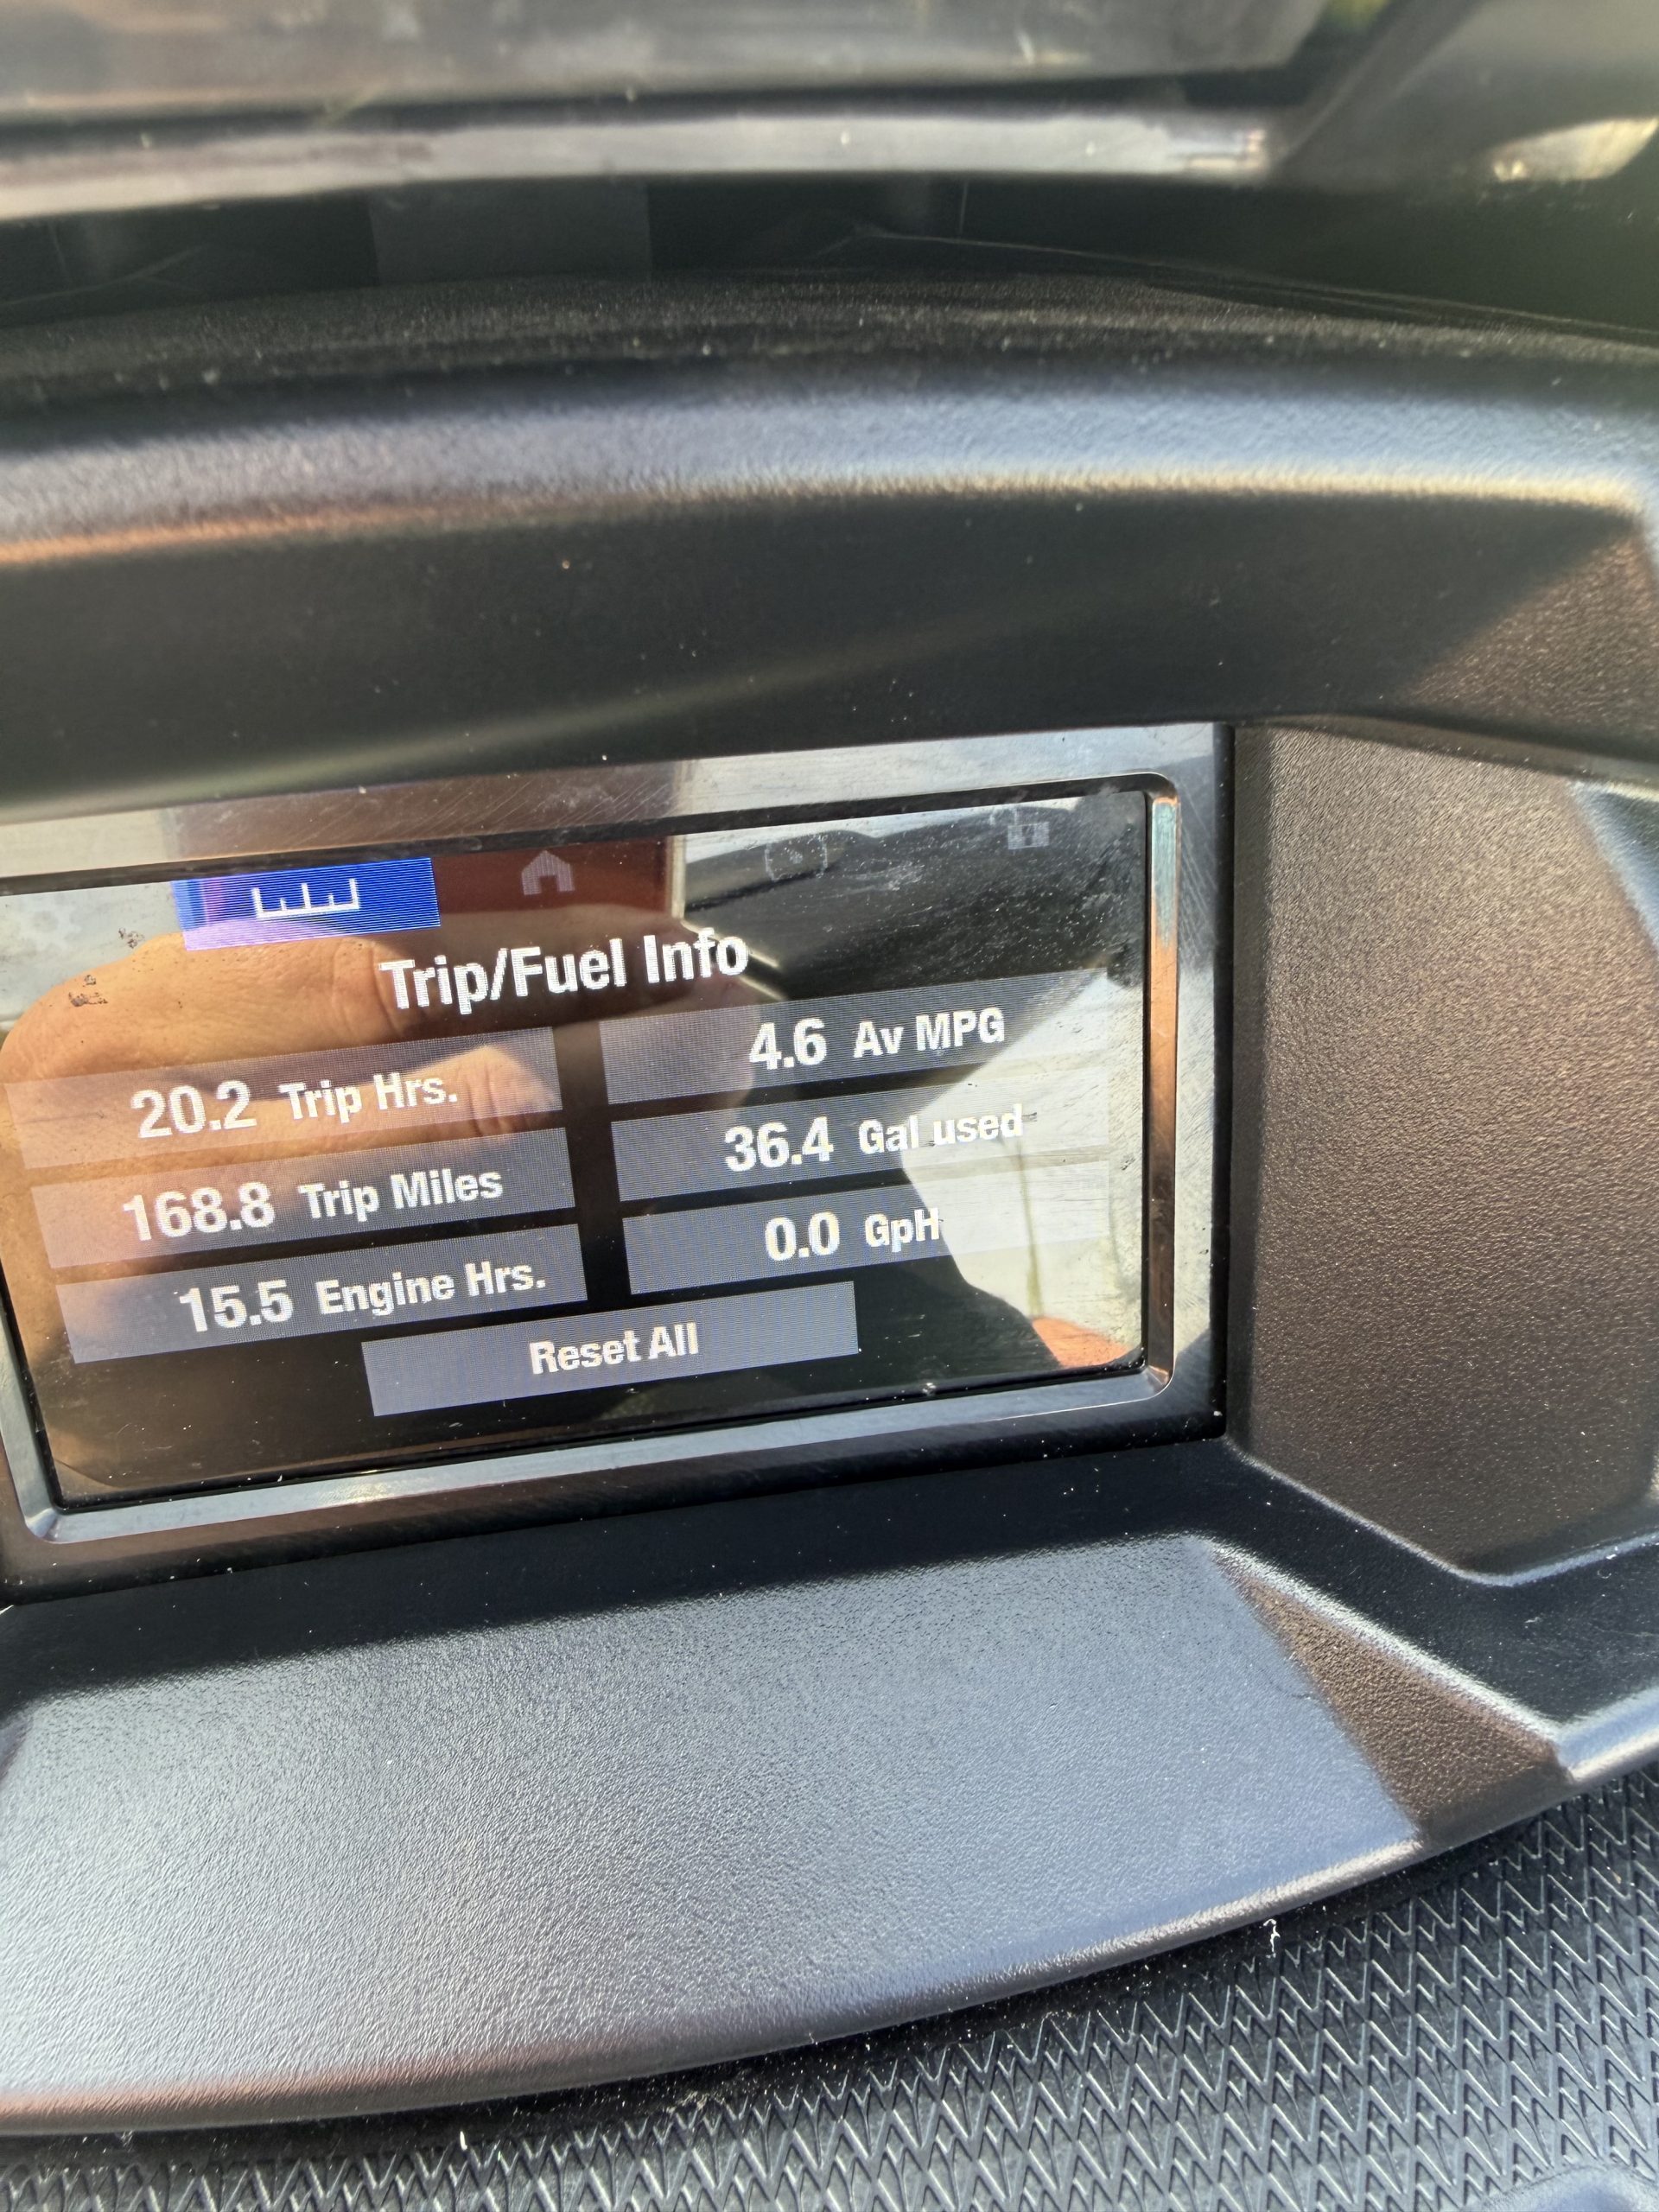 Trip/Fuel Info
20.2 Trip Hrs.
4.6 Av MPG
168.8 Trip Miles
36.4 Gal used
15.5 Engine Hrs.
0.0 GpH
Reset All